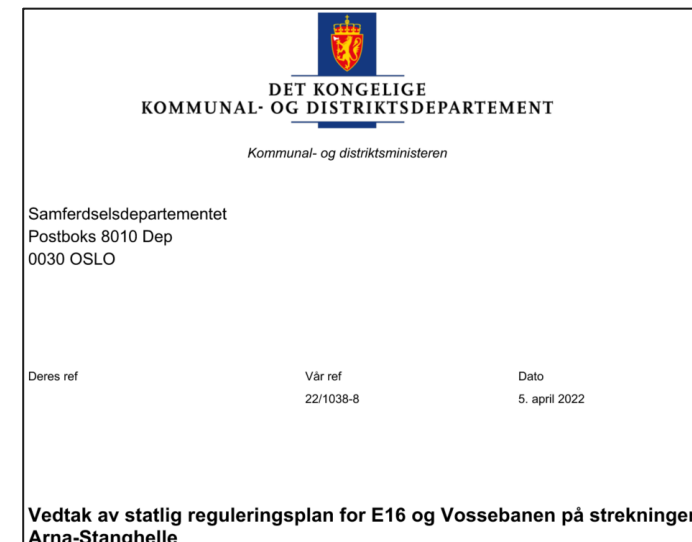 DET KONGELIGE
KOMMUNAL- OG DISTRIKTSDEPARTEMENT
Kommunal- og distriktsministeren
Samferdselsdepartementet
Postboks 8010 Dep
0030 OSLO
Deres ref Vår ref Dato
22/1038-8 5. april 2022
Vedtak av statlig reguleringsplan for E16 og Vossebanen på strekningen
Arna-Stanghelle